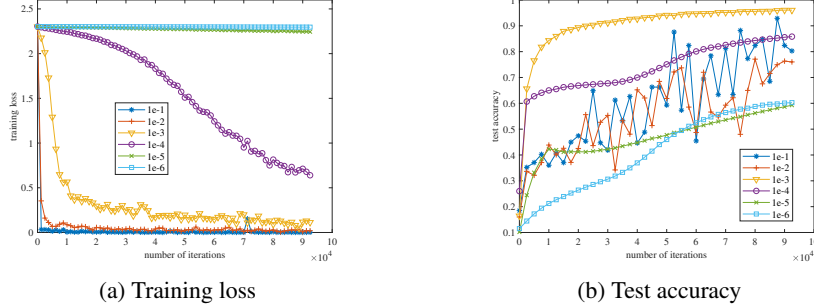 2.5
2
1.5
1
0.5
0
training loss
1e-1
1e-2
1e-3
1e-4
1e-5
1e-6
0 1 2 3 4 5 6 7 8 9 10
number of iterations
×10⁴
(a) Training loss
1
0.9
0.8
0.7
0.6
0.5
0.4
0.3
0.2
0.1
test accuracy
1e-1
1e-2
1e-3
1e-4
1e-5
1e-6
0 1 2 3 4 5 6 7 8 9 10
number of iterations
×10⁴
(b) Test accuracy